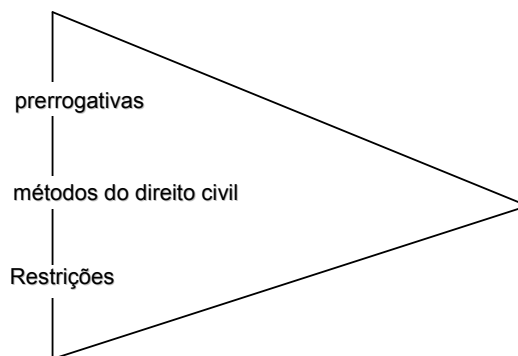 prerrogativas
métodos do direito civil
Restrições